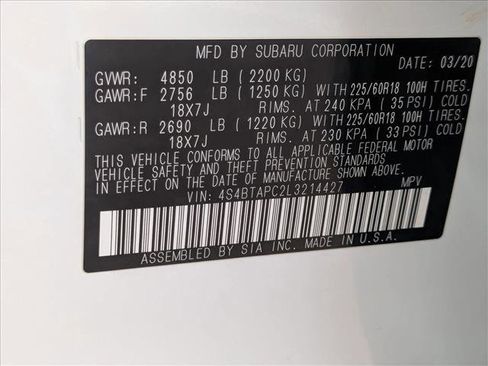 MFD BY SUBARU CORPORATION
DATE: 03/20
GVWR: 4850 LB (2200 KG)
GAWR:F 2756 LB (1250 KG) WITH 225/60R18 100H TIRES.
18X7J RIMS. AT 240 KPA (35 PSI) COLD
GAWR:R 2690 LB (1220 KG) WITH 225/60R18 100H TIRES.
18X7J RIMS. AT 230 KPA (33 PSI) COLD
THIS VEHICLE CONFORMS TO ALL APPLICABLE FEDERAL MOTOR
VEHICLE SAFETY AND THEFT PREVENTION STANDARDS
IN EFFECT ON THE DATE OF MANUFACTURE SHOWN ABOVE.
VIN: 4S4BTAPC2L3214427 MPV
ASSEMBLED BY SIA INC. MADE IN U.S.A.